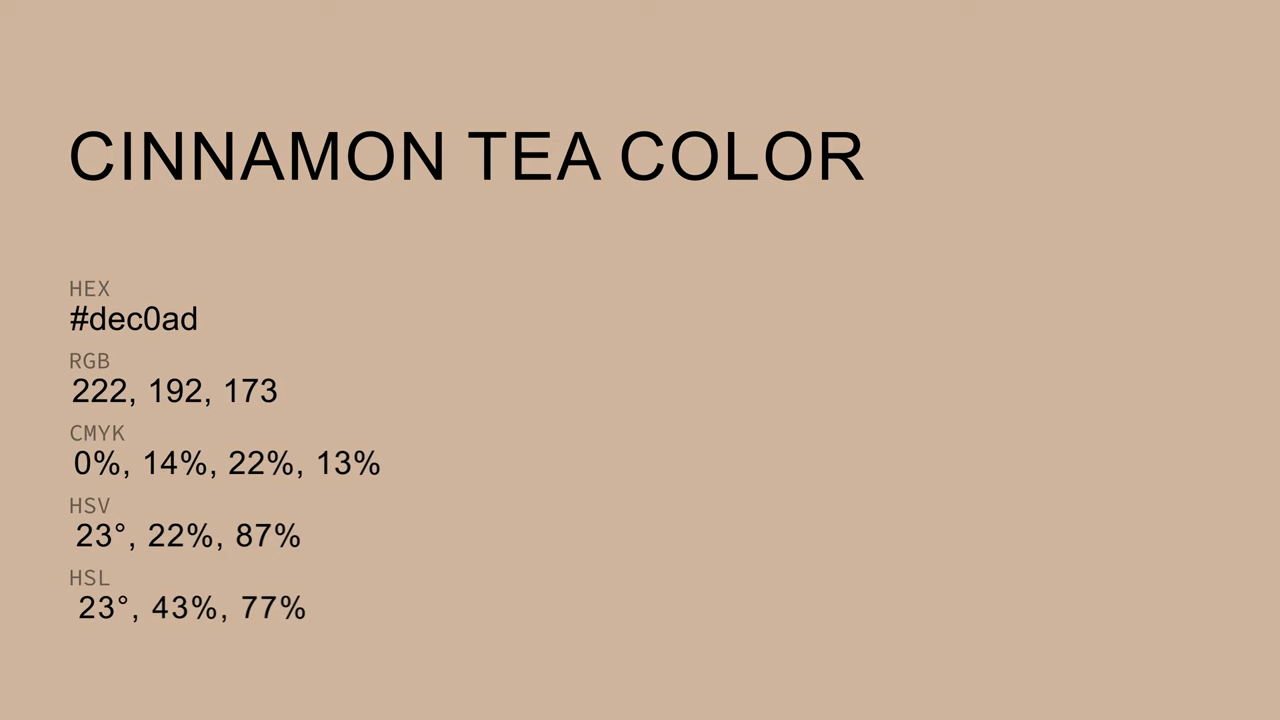 CINNAMON TEA COLOR
HEX
#dec0ad
RGB
222, 192, 173
CMYK
0%, 14%, 22%, 13%
HSV
23°, 22%, 87%
HSL
23°, 43%, 77%